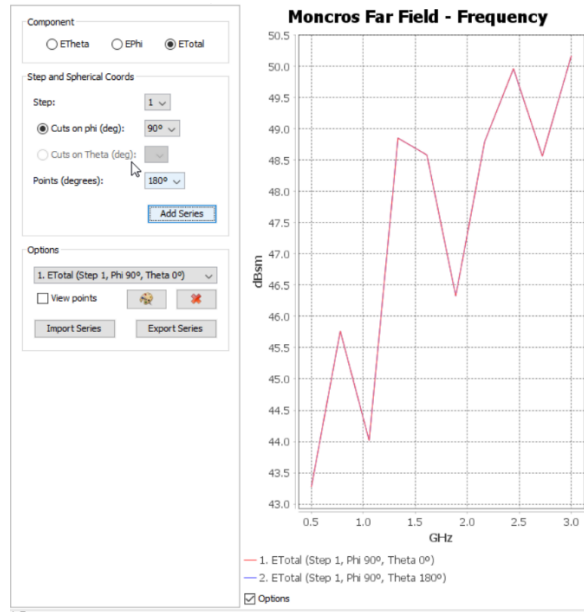 Component
ETheta EPhi ETotal
Step and Spherical Coords
Step: 1
Cuts on phi (deg): 90º
Cuts on Theta (deg):
Points (degrees): 180º
Add Series
Options
1. ETotal (Step 1, Phi 90º, Theta 0º)
View points
Import Series Export Series
Moncros Far Field - Frequency
50.5
50.0
49.5
49.0
48.5
48.0
47.5
47.0
46.5
46.0
45.5
45.0
44.5
44.0
43.5
43.0
dBsm
0.5 1.0 1.5 2.0 2.5 3.0
GHz
1. ETotal (Step 1, Phi 90º, Theta 0º)
2. ETotal (Step 1, Phi 90º, Theta 180º)
Options